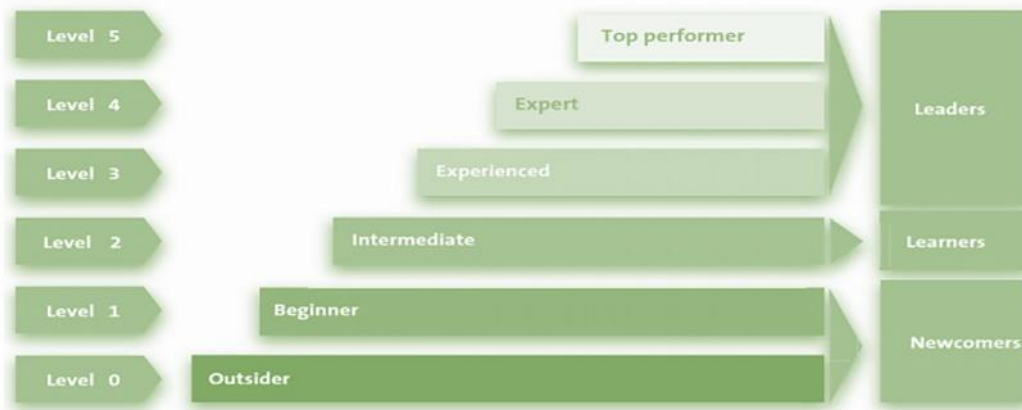 Level 5
Top performer
Level 4
Expert
Leaders
Level 3
Experienced
Level 2
Intermediate
Learners
Level 1
Beginner
Newcomers
Level 0
Outsider